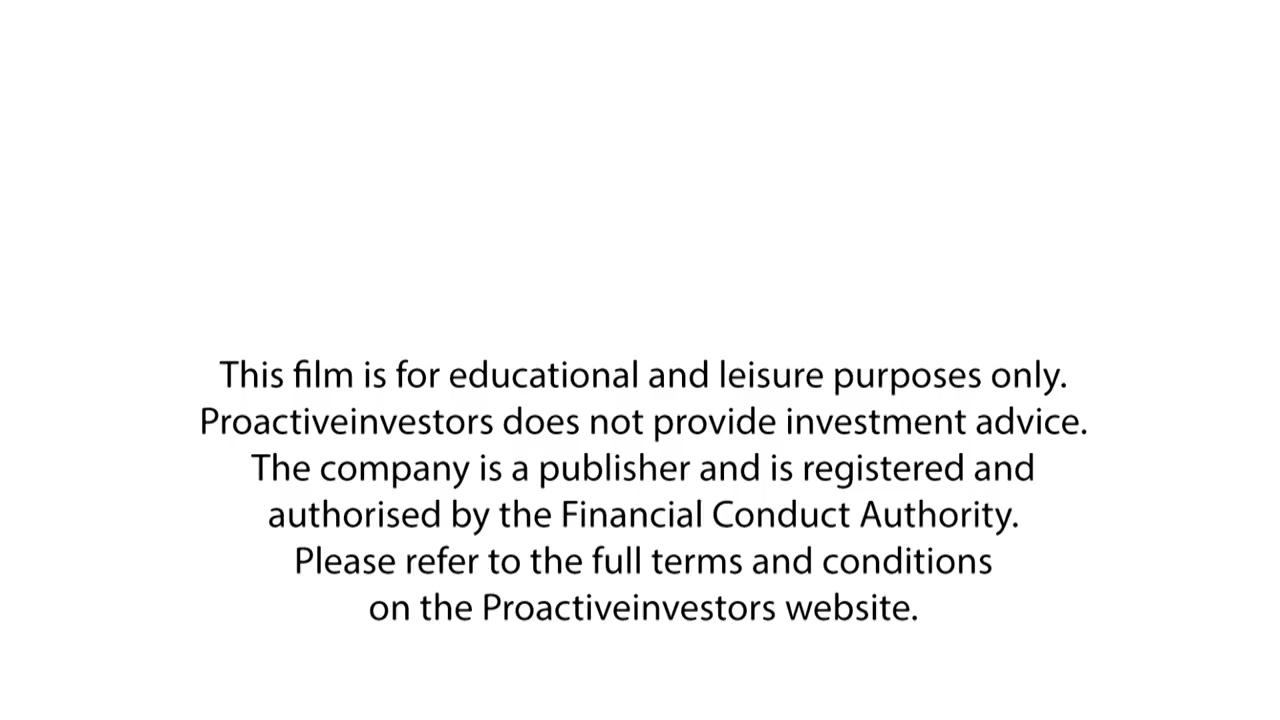 This film is for educational and leisure purposes only.
Proactiveinvestors does not provide investment advice.
The company is a publisher and is registered and
authorised by the Financial Conduct Authority.
Please refer to the full terms and conditions
on the Proactiveinvestors website.